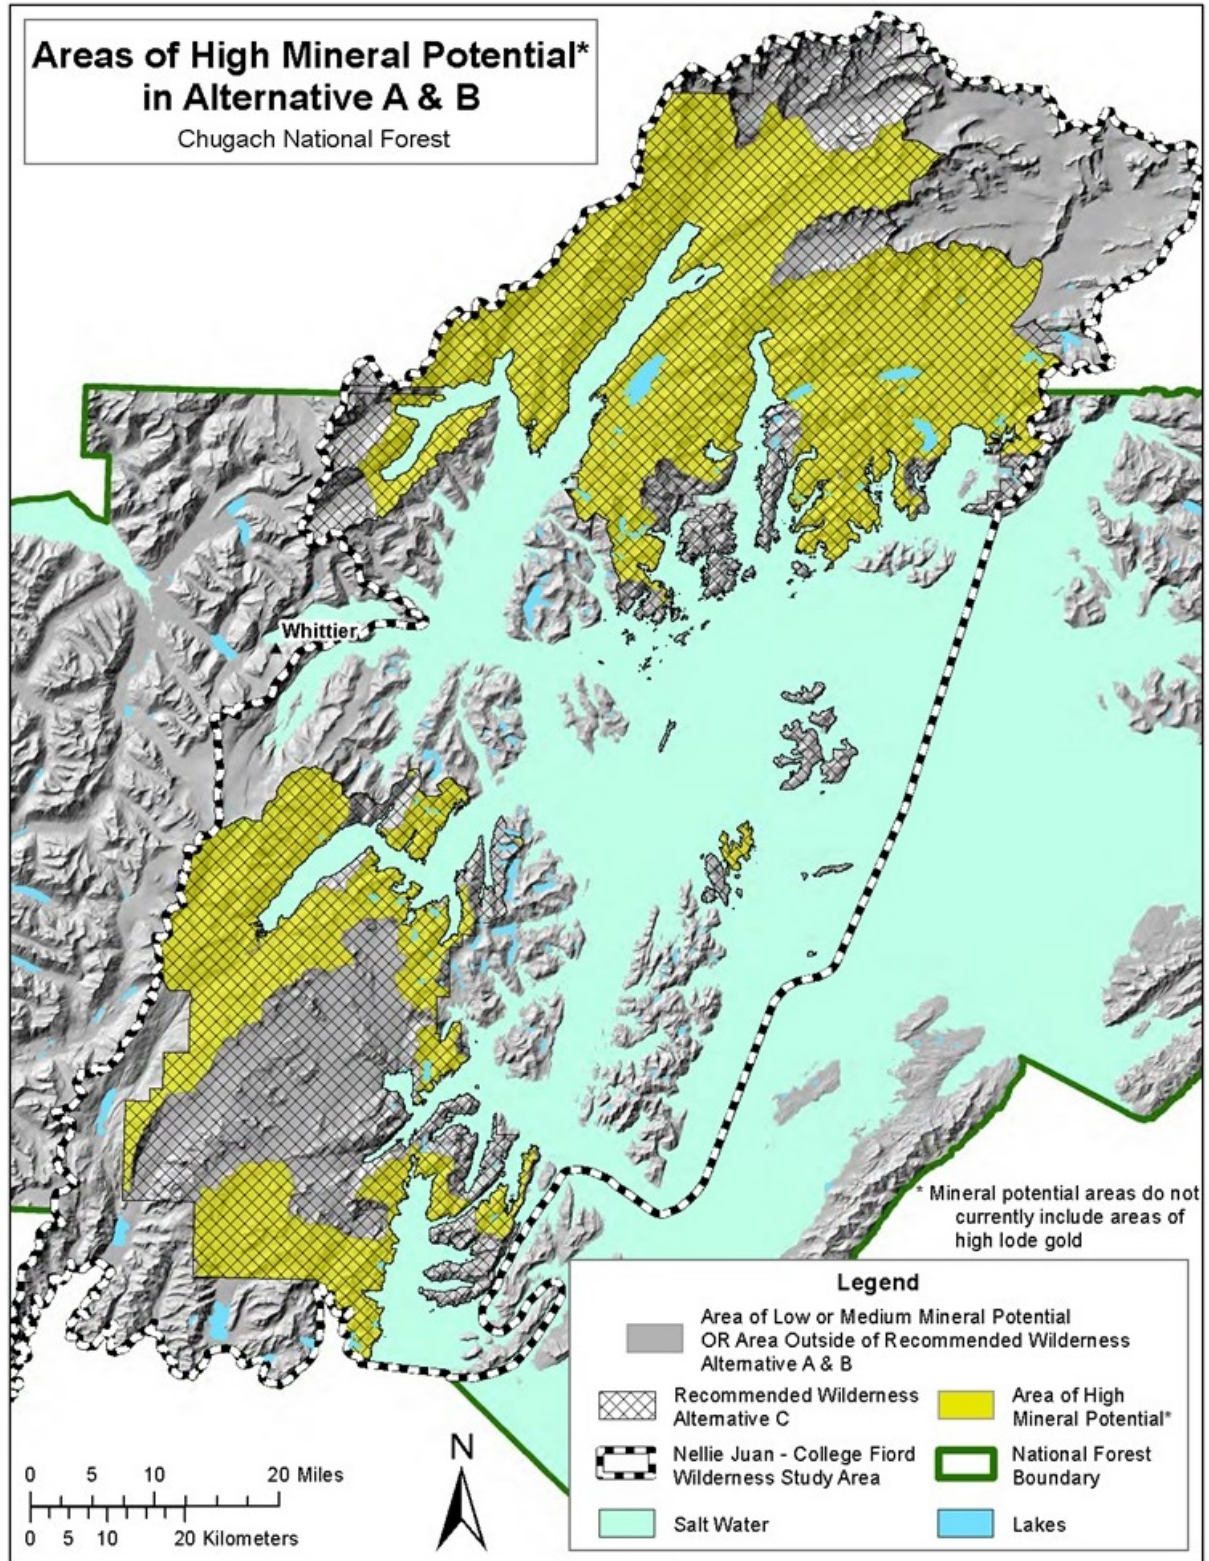 Areas of High Mineral Potential*
in Alternative A & B
Chugach National Forest
Whittier
* Mineral potential areas do not
currently include areas of
high lode gold
Legend
Area of Low or Medium Mineral Potential
OR Area Outside of Recommended Wilderness
Alternative A & B
Recommended Wilderness
Alternative C
Area of High
Mineral Potential*
Nellie Juan - College Fiord
Wilderness Study Area
National Forest
Boundary
Salt Water
Lakes
N
0 5 10 20 Miles
0 5 10 20 Kilometers